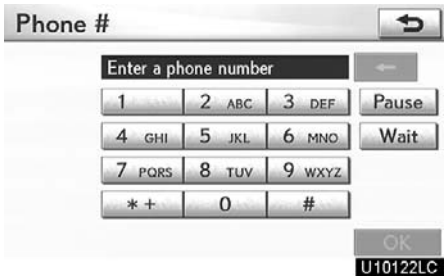 Phone #
Enter a phone number
1 2 ABC 3 DEF Pause
4 GHI 5 JKL 6 MNO Wait
7 PQRS 8 TUV 9 WXYZ
* + 0 #
OK
U10122LC